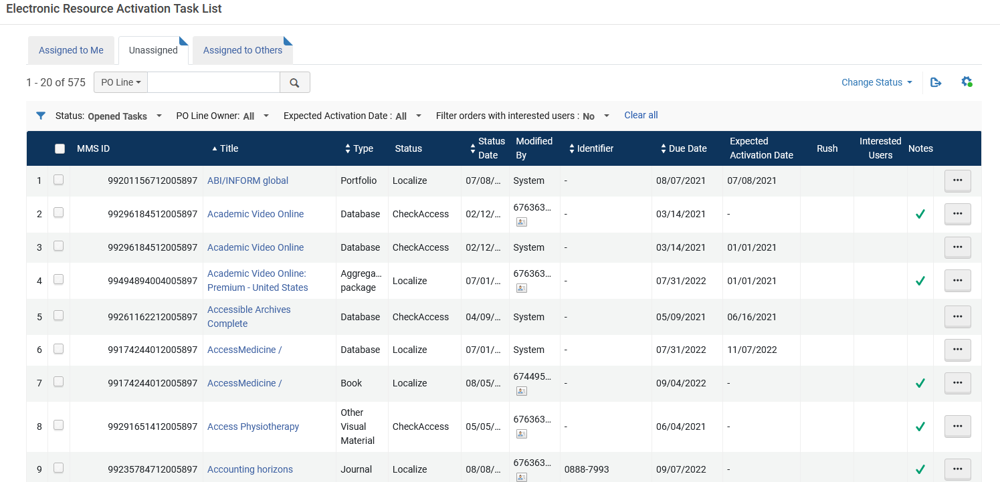 Electronic Resource Activation Task List
Assigned to Me Unassigned Assigned to Others
1 - 20 of 575 PO Line Change Status
Status: Opened Tasks PO Line Owner: All Expected Activation Date : All Filter orders with interested users : No Clear all
MMS ID Title Type Status Status Date Modified By Identifier Due Date Expected Activation Date Rush Interested Users Notes
1 99201156712005897 ABI/INFORM global Portfolio Localize 07/08/... System - 08/07/2021 07/08/2021
2 99296184512005897 Academic Video Online Database CheckAccess 02/12/... 676363... - 03/14/2021 -
3 99296184512005897 Academic Video Online Database CheckAccess 02/12/... System - 03/14/2021 01/01/2021
4 99494894004005897 Academic Video Online: Premium - United States Aggrega... package Localize 07/01/... 676363... - 07/31/2022 01/01/2021
5 99261162212005897 Accessible Archives Complete Database CheckAccess 04/09/... System - 05/09/2021 06/16/2021
6 99174244012005897 AccessMedicine / Database Localize 07/01/... System - 07/31/2022 11/07/2022
7 99174244012005897 AccessMedicine / Book Localize 08/05/... 674495... - 09/04/2022 -
8 99291651412005897 Access Physiotherapy Other Visual Material CheckAccess 05/05/... 676363... - 06/04/2021 -
9 99235784712005897 Accounting horizons Journal Localize 08/08/... 676363... 0888-7993 09/07/2022 -